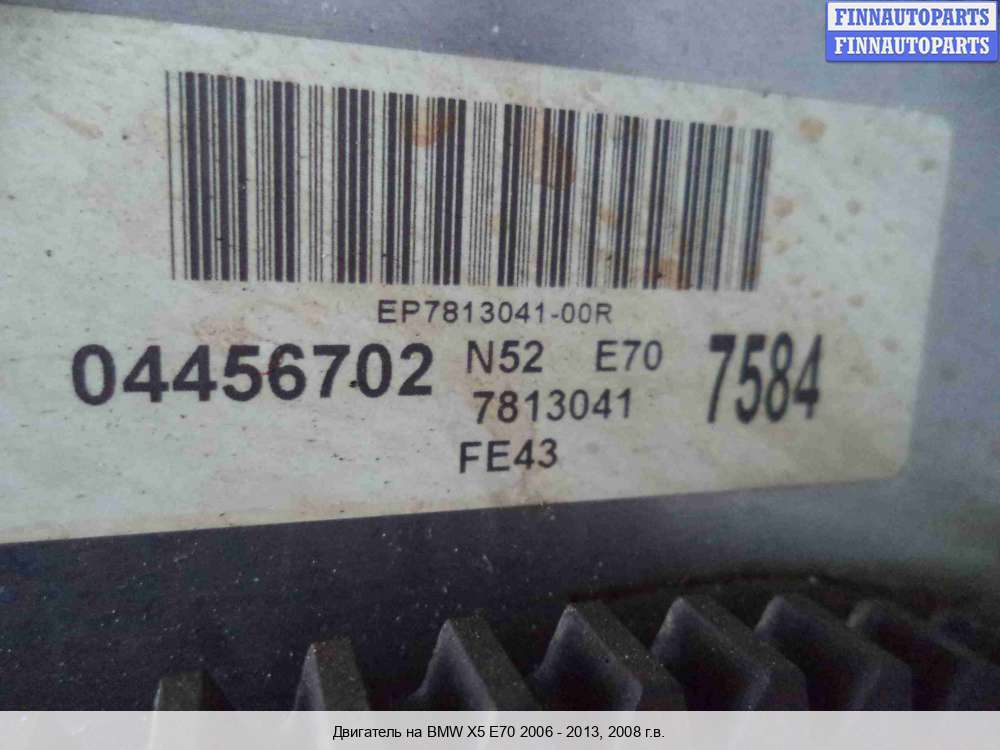 FINNAUTOPARTS
FINNAUTOPARTS
EP7813041-00R
04456702 N52 E70 7584
7813041
FE43
Двигатель на BMW X5 E70 2006 - 2013, 2008 г.в.